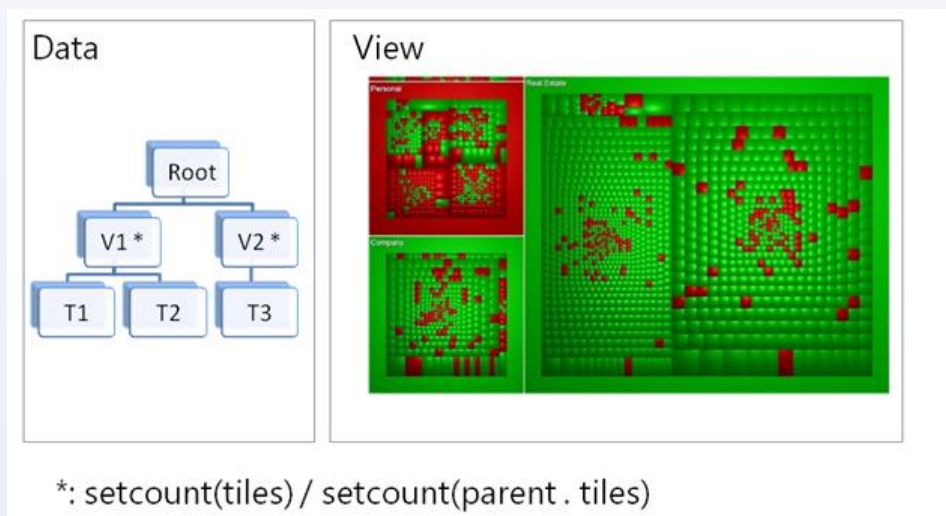 Data
Root
V1 *
V2 *
T1
T2
T3
View
Personal
Real Estate
Company
*: setcount(tiles) / setcount(parent . tiles)